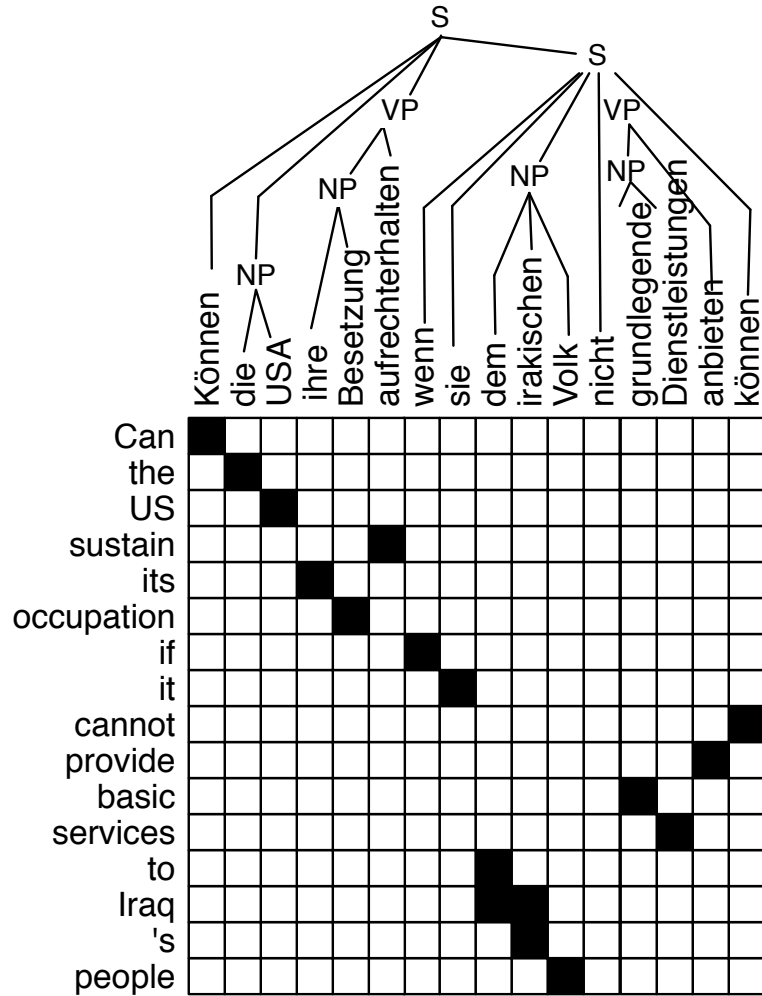 S
S
VP
VP
NP
NP
NP
NP
Können
die
USA
ihre
Besetzung
aufrechterhalten
wenn
sie
dem
irakischen
Volk
nicht
grundlegende
Dienstleistungen
anbieten
können
Can
the
US
sustain
its
occupation
if
it
cannot
provide
basic
services
to
Iraq
's
people